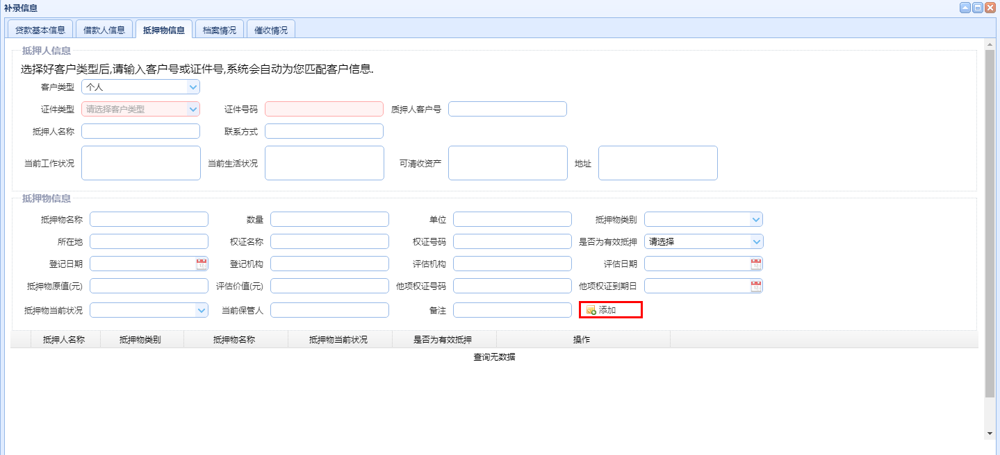 补录信息
贷款基本信息 借款人信息 抵押物信息 档案情况 催收情况
抵押人信息
选择好客户类型后,请输入客户号或证件号,系统会自动为您匹配客户信息.
客户类型 个人
证件类型 请选择客户类型 证件号码 质押人客户号
抵押人名称 联系方式
当前工作状况 当前生活状况 可清收资产 地址
抵押物信息
抵押物名称 数量 单位 抵押物类别
所在地 权证名称 权证号码 是否为有效抵押 请选择
登记日期 登记机构 评估机构 评估日期
抵押物原值(元) 评估价值(元) 他项权证号码 他项权证到期日
抵押物当前状况 当前保管人 备注 添加
抵押人名称 抵押物类别 抵押物名称 抵押物当前状况 是否为有效抵押 操作
查询无数据